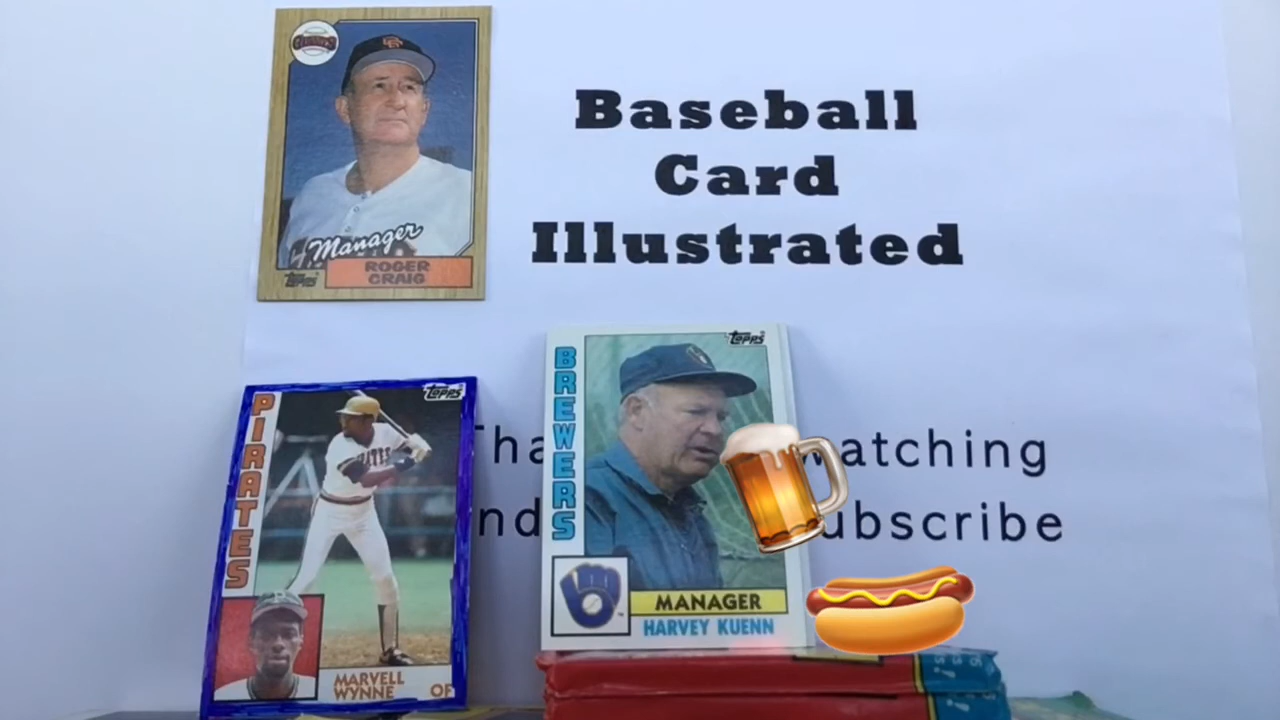 GIANTS
Manager
topps
ROGER
CRAIG
Baseball
Card
Illustrated
PIRATES
topps
MARVELL
WYNNE OF
BREWERS
topps
MANAGER
HARVEY KUENN
Tha atching
nd ubscribe